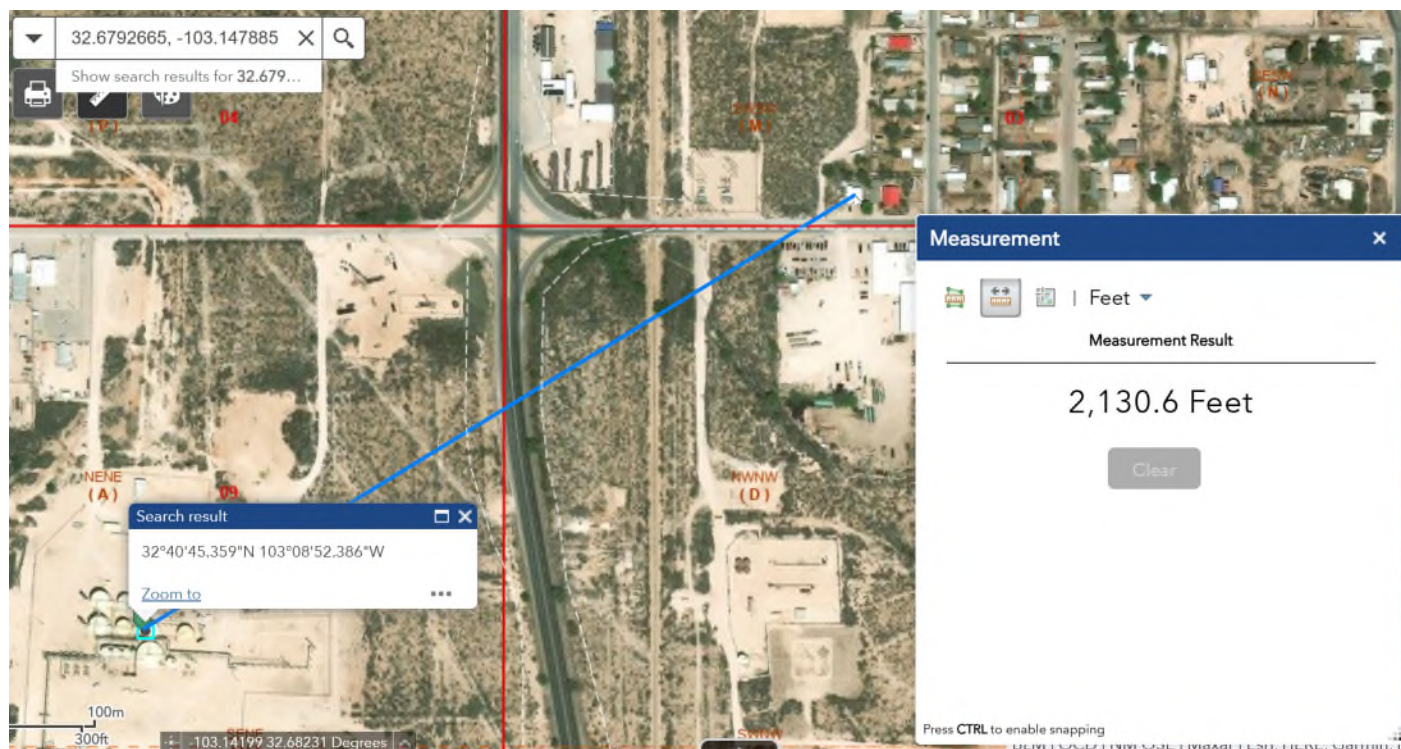 32.6792665, -103.147885
Show search results for 32.679...
(P)
04
(M)
03
(N)
Measurement
Feet
Measurement Result
2,130.6 Feet
Clear
NENE
(A)
09
NWNW
(D)
Search result
32°40'45.359"N 103°08'52.386"W
Zoom to
100m
300ft
-103.14199 32.68231 Degrees
SENE
SWNW
Press CTRL to enable snapping